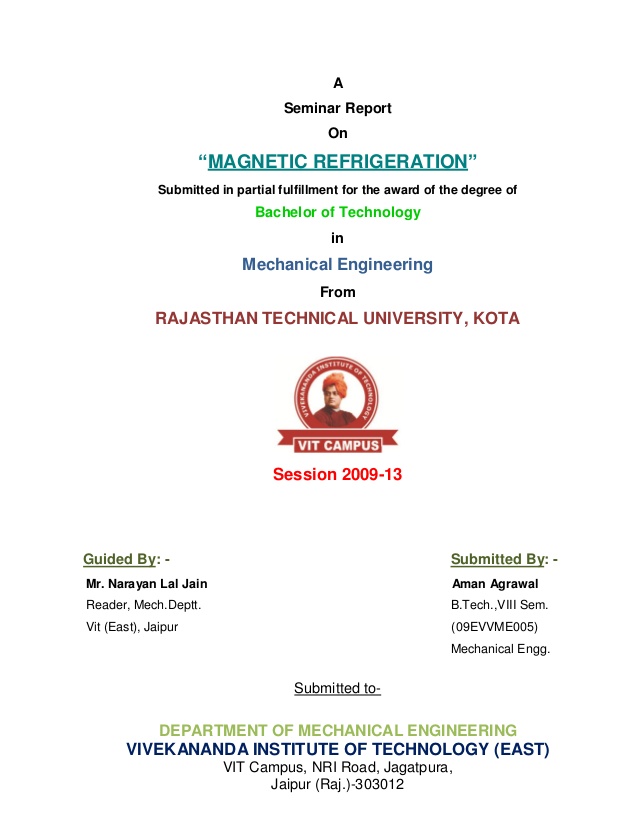 A
Seminar Report
On
“MAGNETIC REFRIGERATION”
Submitted in partial fulfillment for the award of the degree of
Bachelor of Technology
in
Mechanical Engineering
From
RAJASTHAN TECHNICAL UNIVERSITY, KOTA
VIVEKANANDA INSTITUTE OF TECHNOLOGY
VIT CAMPUS
Session 2009-13
Guided By: -
Submitted By: -
Mr. Narayan Lal Jain
Aman Agrawal
Reader, Mech.Deptt.
B.Tech.,VIII Sem.
Vit (East), Jaipur
(09EVVME005)
Mechanical Engg.
Submitted to-
DEPARTMENT OF MECHANICAL ENGINEERING
VIVEKANANDA INSTITUTE OF TECHNOLOGY (EAST)
VIT Campus, NRI Road, Jagatpura,
Jaipur (Raj.)-303012